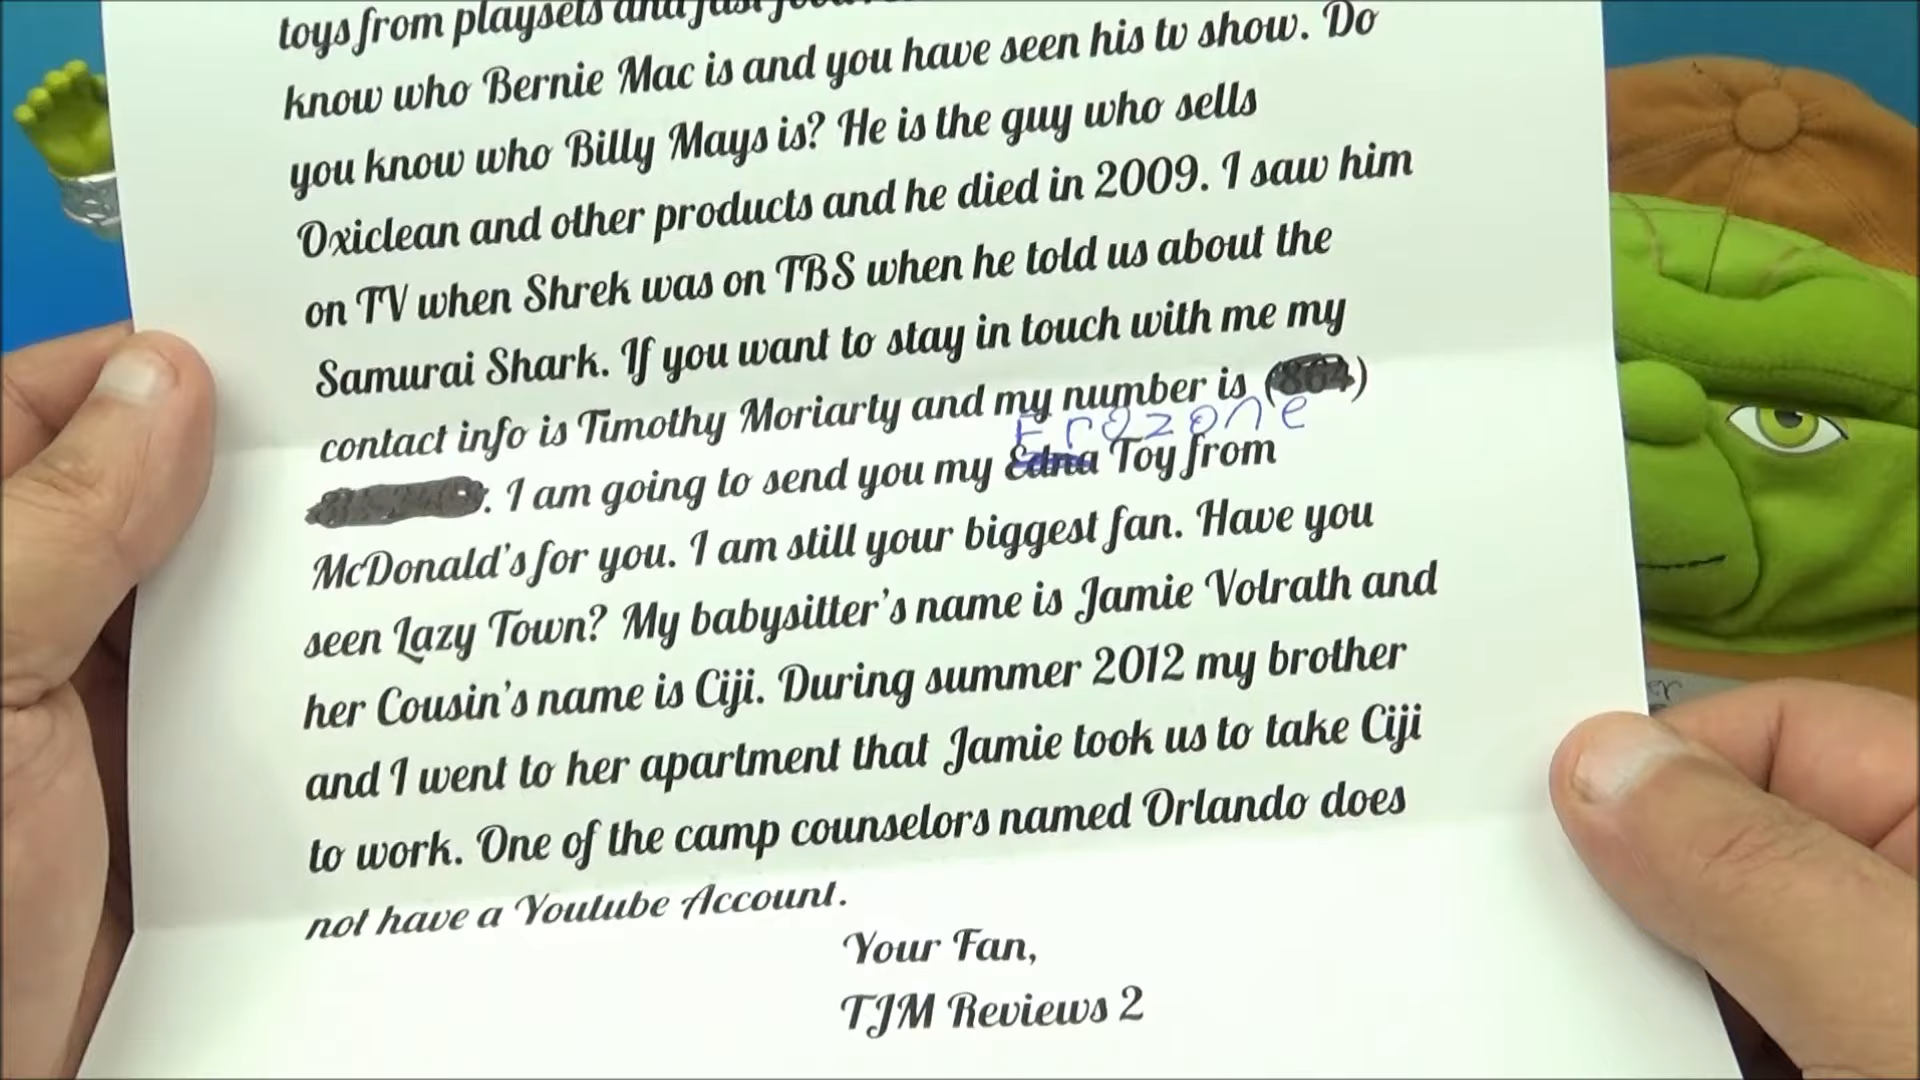 toys from playsets and fast
know who Bernie Mac is and you have seen his tv show. Do
you know who Billy Mays is? He is the guy who sells
Oxiclean and other products and he died in 2009. I saw him
on TV when Shrek was on TBS when he told us about the
Samurai Shark. If you want to stay in touch with me my
contact info is Timothy Moriarty and my number is ( )
Frozone
. I am going to send you my Edna Toy from
McDonald's for you. I am still your biggest fan. Have you
seen Lazy Town? My babysitter's name is Jamie Volrath and
her Cousin's name is Ciji. During summer 2012 my brother
and I went to her apartment that Jamie took us to take Ciji
to work. One of the camp counselors named Orlando does
not have a Youtube Account.
Your Fan,
TJM Reviews 2